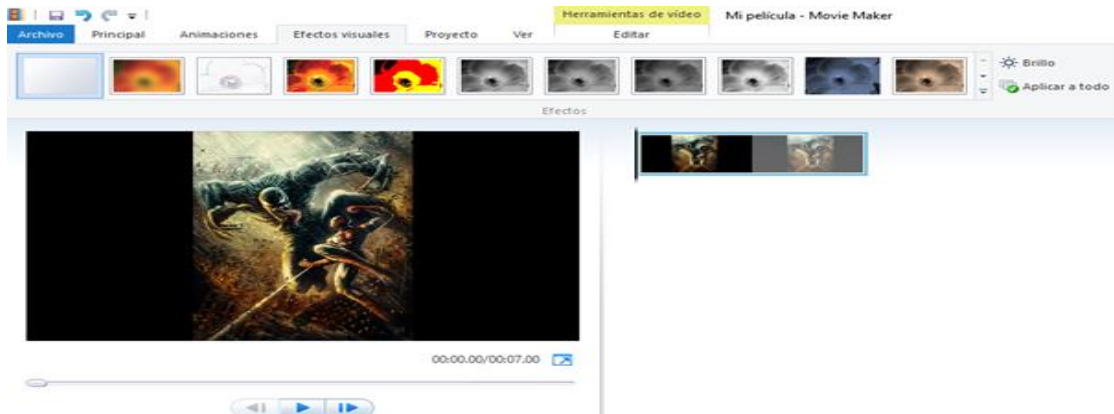 Herramientas de vídeo Mi película - Movie Maker
Archivo Principal Animaciones Efectos visuales Proyecto Ver Editar
Brillo
Aplicar a todo
Efectos
00:00.00/00:07.00